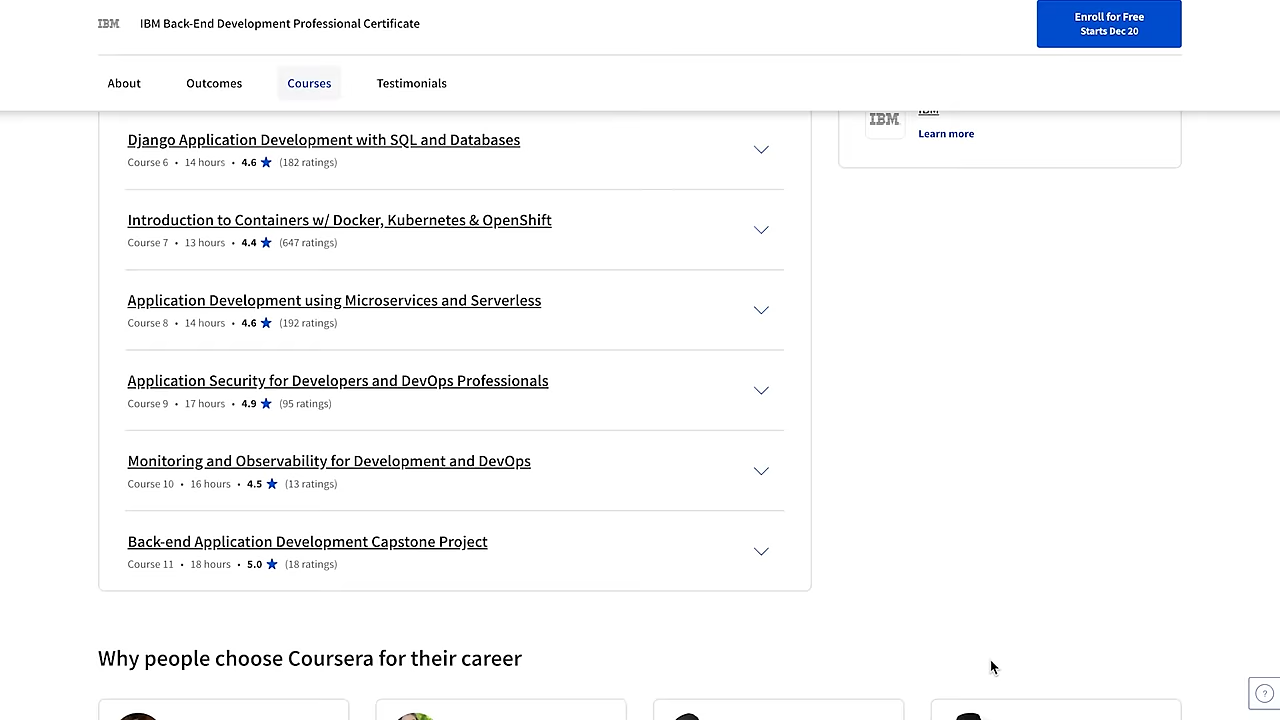 IBM IBM Back-End Development Professional Certificate
Enroll for Free
Starts Dec 20
About Outcomes Courses Testimonials
IBM
IBM
Learn more
Django Application Development with SQL and Databases
Course 6 • 14 hours • 4.6 ★ (182 ratings)
Introduction to Containers w/ Docker, Kubernetes & OpenShift
Course 7 • 13 hours • 4.4 ★ (647 ratings)
Application Development using Microservices and Serverless
Course 8 • 14 hours • 4.6 ★ (192 ratings)
Application Security for Developers and DevOps Professionals
Course 9 • 17 hours • 4.9 ★ (95 ratings)
Monitoring and Observability for Development and DevOps
Course 10 • 16 hours • 4.5 ★ (13 ratings)
Back-end Application Development Capstone Project
Course 11 • 18 hours • 5.0 ★ (18 ratings)
Why people choose Coursera for their career
?